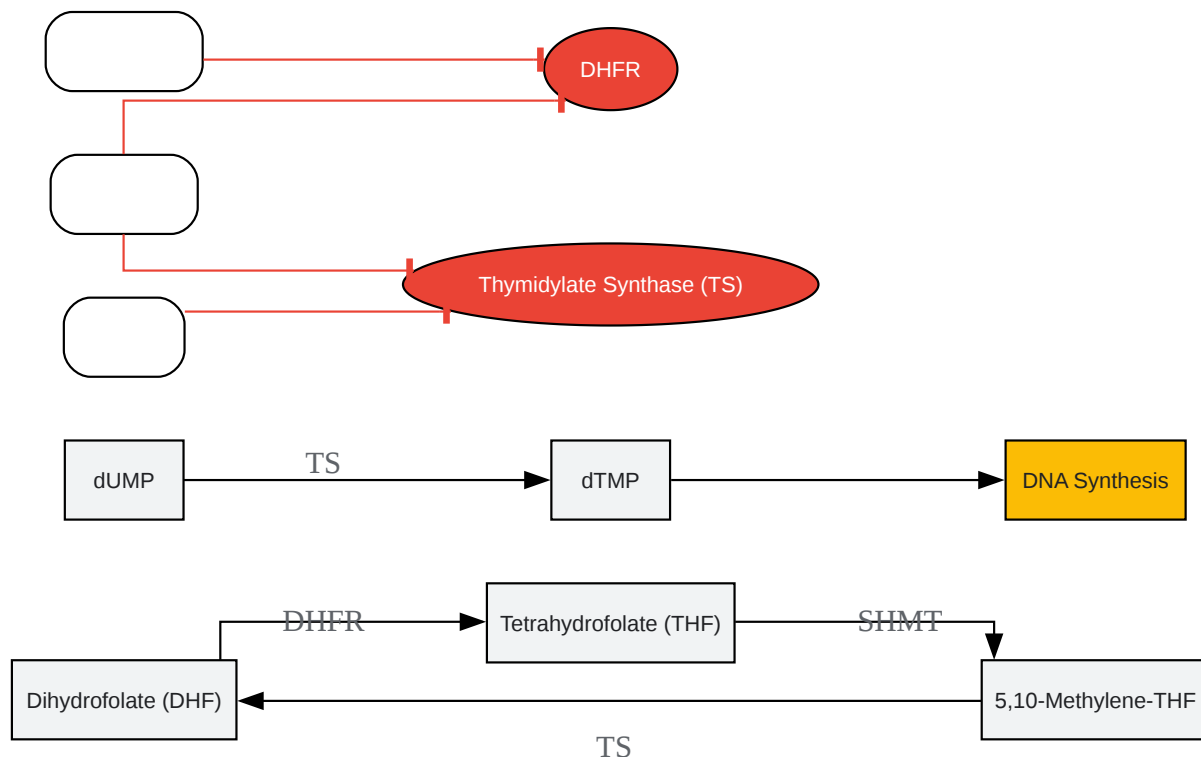 DHFR
Thymidylate Synthase (TS)
TS
dUMP
dTMP
DNA Synthesis
DHFR
Tetrahydrofolate (THF)
SHMT
Dihydrofolate (DHF)
5,10-Methylene-THF
TS